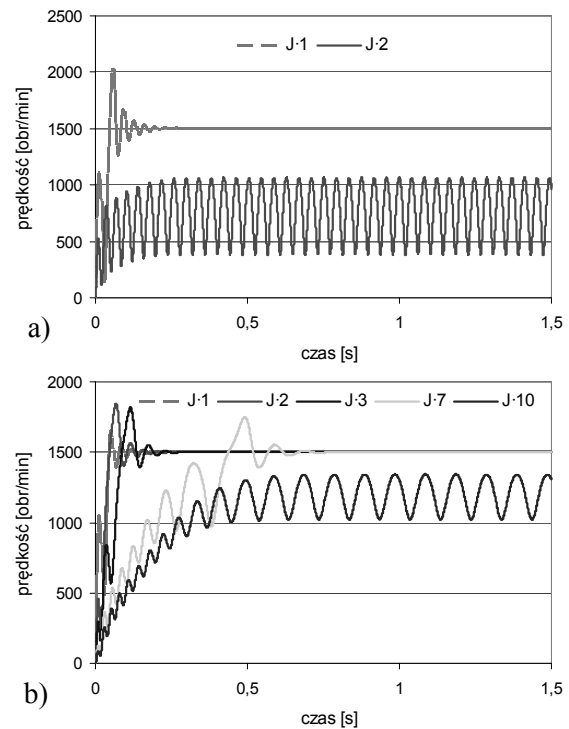 2500
J·1 J·2
2000
1500
1000
500
0
prędkość [obr/min]
0 0,5 1 1,5
czas [s]
a)
2000
J·1 J·2 J·3 J·7 J·10
1500
1000
500
0
prędkość [obr/min]
0 0,5 1 1,5
czas [s]
b)